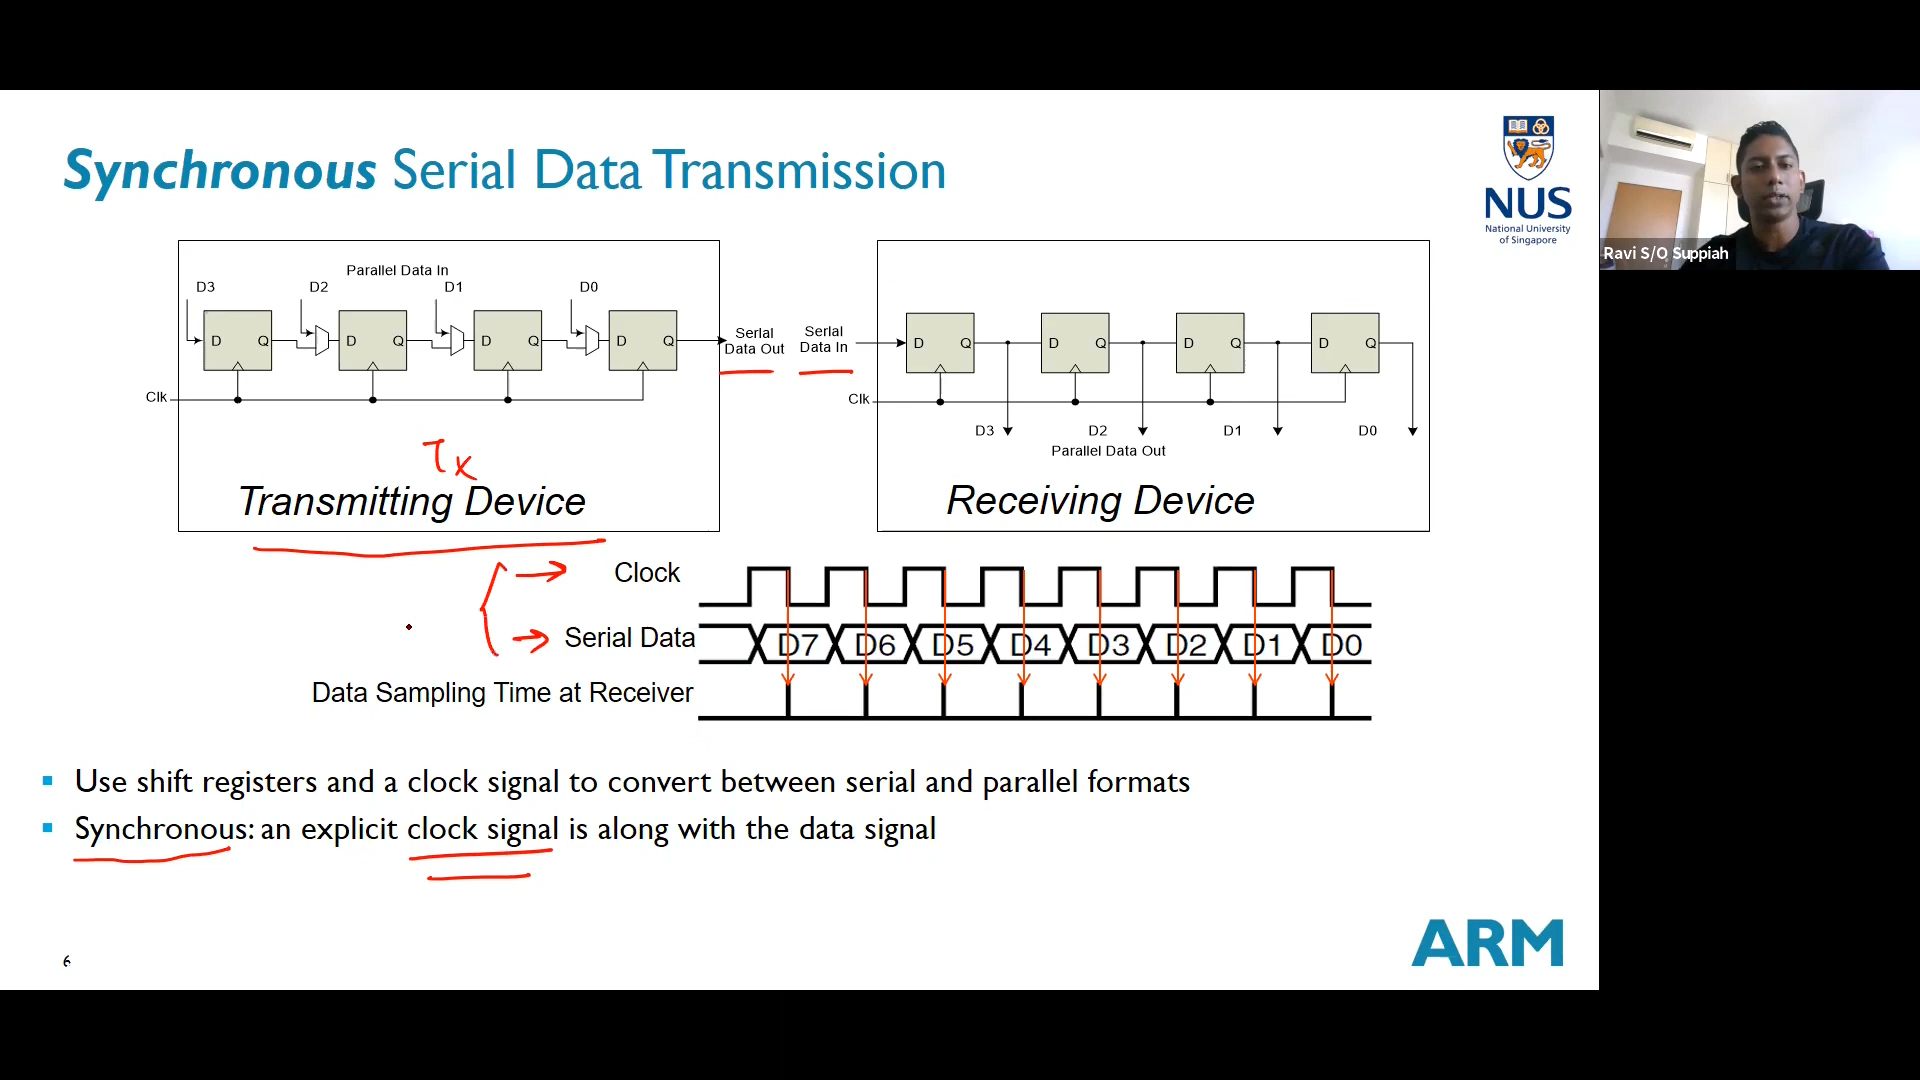 Synchronous Serial Data Transmission
NUS
National University
of Singapore
Ravi S/O Suppiah
Parallel Data In
D3 D2 D1 D0
D Q D Q D Q D Q
Clk
Serial
Data Out
Tx
Transmitting Device
Serial
Data In
D Q D Q D Q D Q
Clk
D3 D2 D1 D0
Parallel Data Out
Receiving Device
Clock
Serial Data D7 D6 D5 D4 D3 D2 D1 D0
Data Sampling Time at Receiver
Use shift registers and a clock signal to convert between serial and parallel formats
Synchronous: an explicit clock signal is along with the data signal
6
ARM